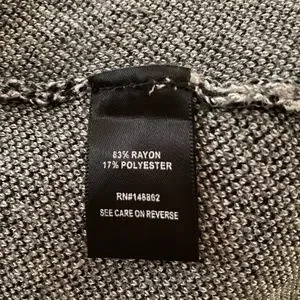 83% RAYON
17% POLYESTER
RN#148862
SEE CARE ON REVERSE